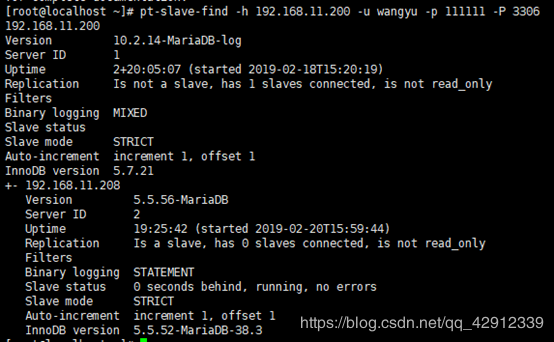 [root@localhost ~]# pt-slave-find -h 192.168.11.200 -u wangyu -p 111111 -P 3306
192.168.11.200
Version         10.2.14-MariaDB-log
Server ID       1
Uptime          2+20:05:07 (started 2019-02-18T15:20:19)
Replication     Is not a slave, has 1 slaves connected, is not read_only
Filters
Binary logging  MIXED
Slave status
Slave mode      STRICT
Auto-increment  increment 1, offset 1
InnoDB version  5.7.21
+- 192.168.11.208
   Version         5.5.56-MariaDB
   Server ID       2
   Uptime          19:25:42 (started 2019-02-20T15:59:44)
   Replication     Is a slave, has 0 slaves connected, is not read_only
   Filters
   Binary logging  STATEMENT
   Slave status    0 seconds behind, running, no errors
   Slave mode      STRICT
   Auto-increment  increment 1, offset 1
   InnoDB version  5.5.52-MariaDB-38.3
https://blog.csdn.net/qq_42912339